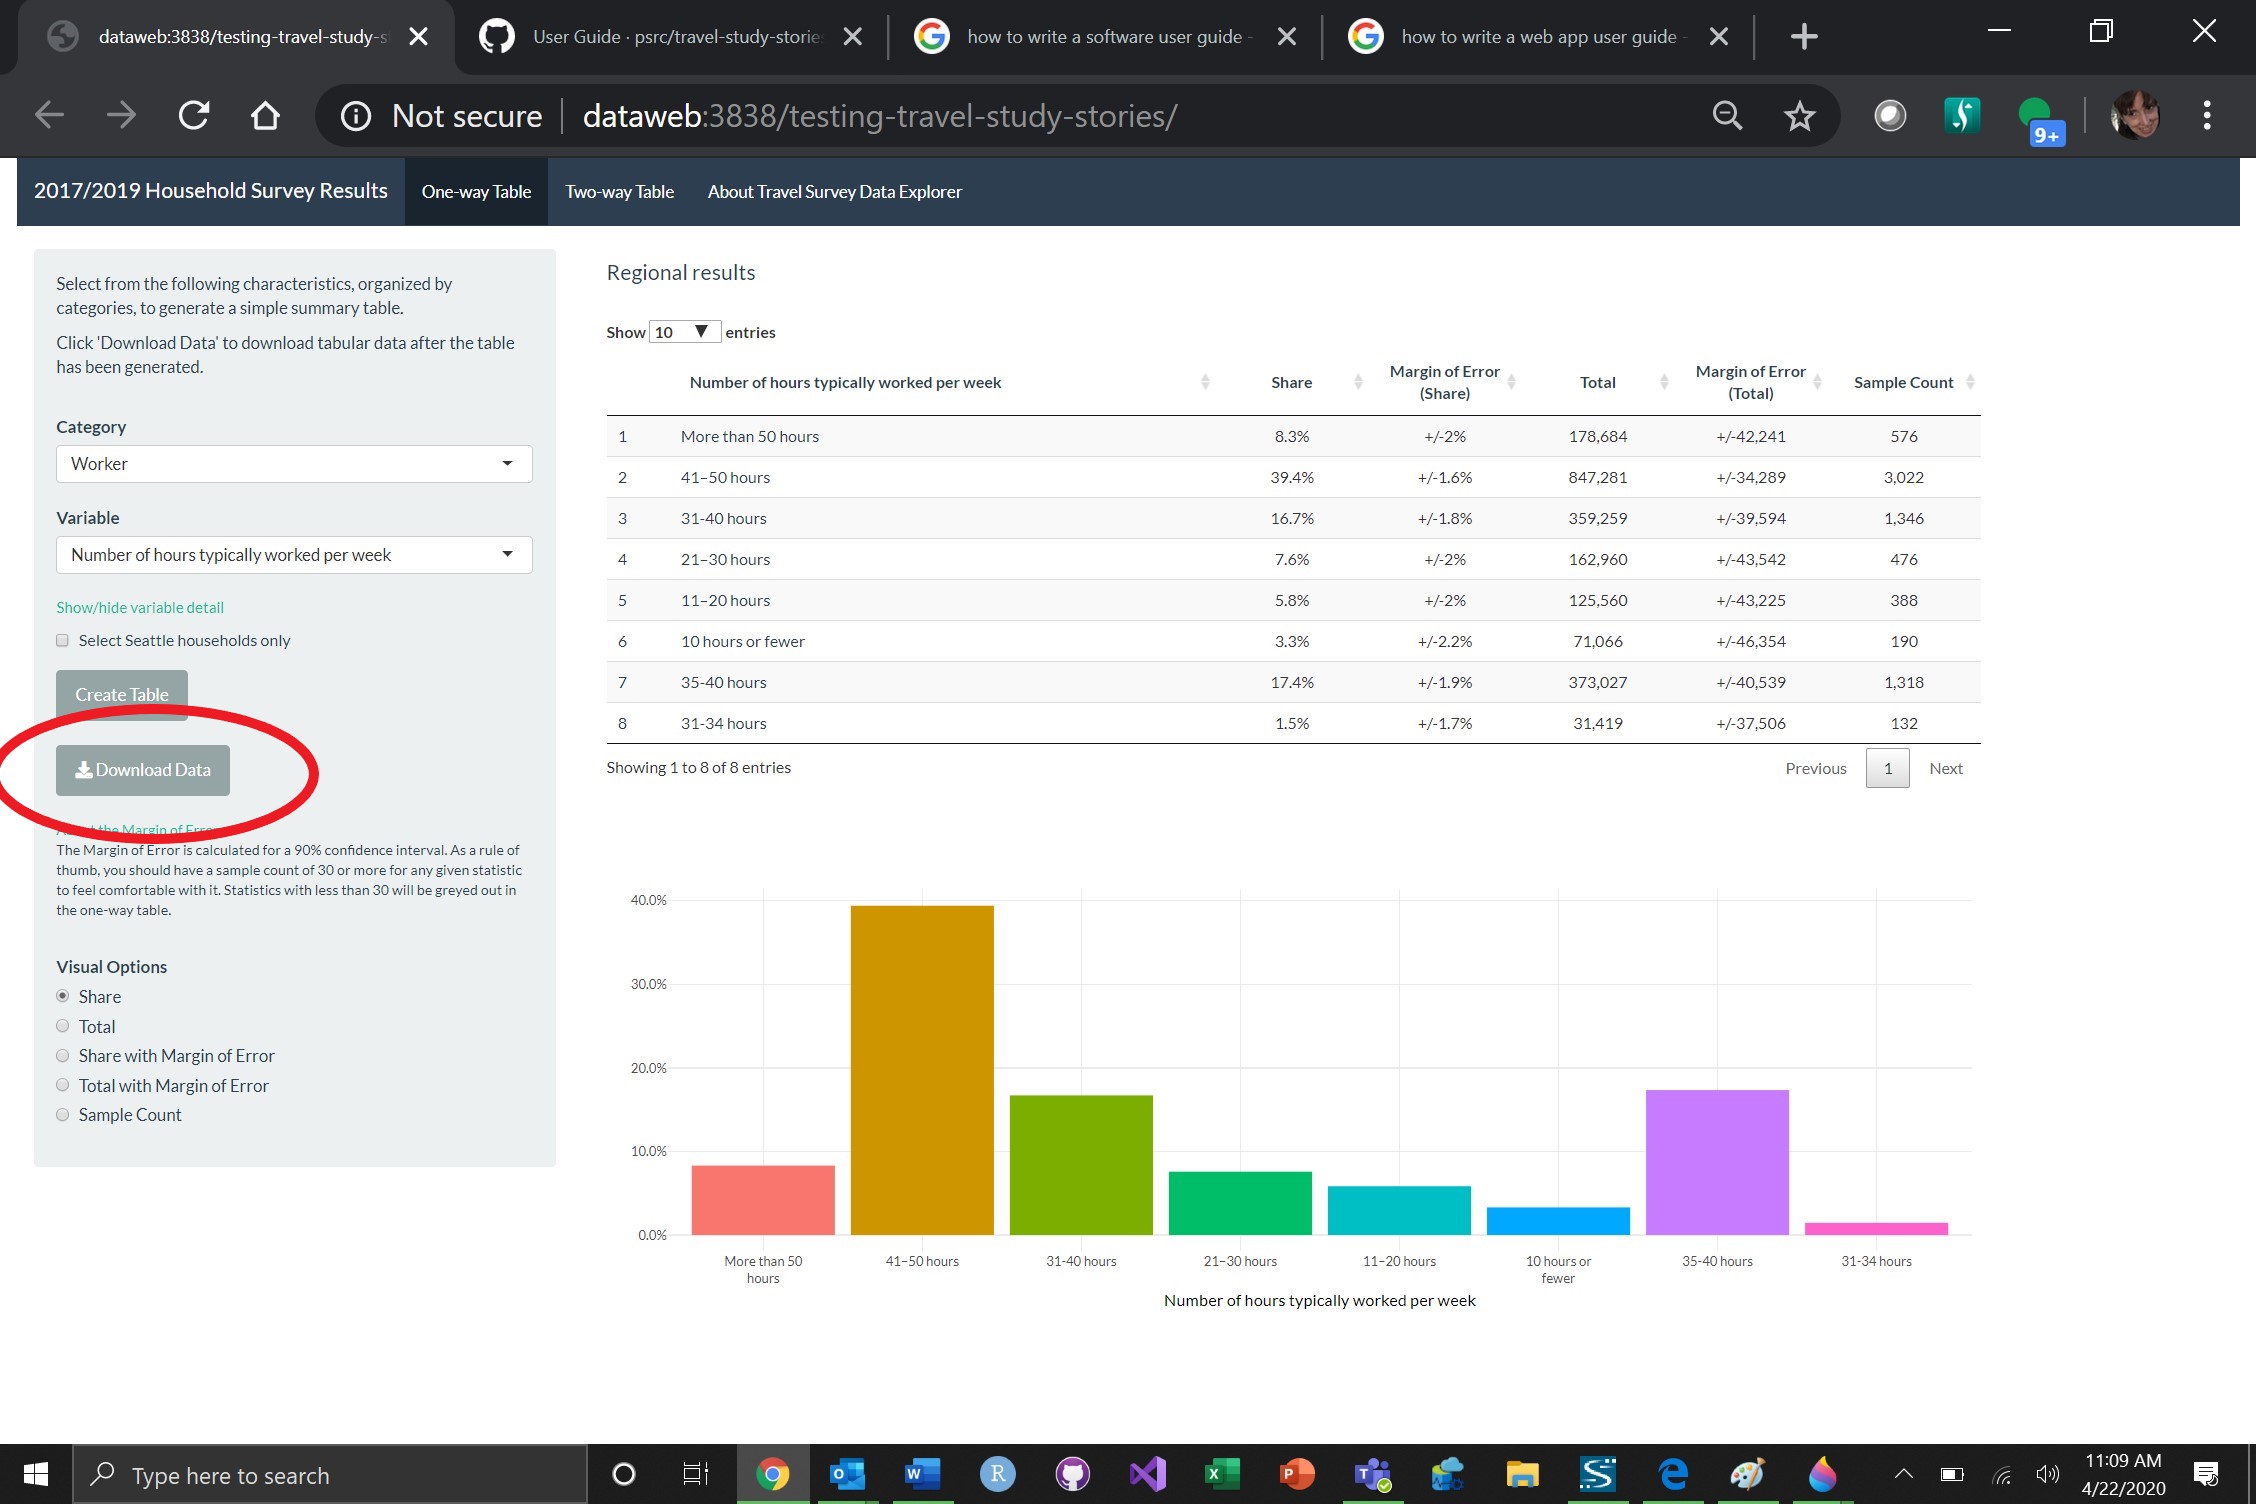 dataweb:3838/testing-travel-study-s
User Guide · psrc/travel-study-storie
how to write a software user guide -
how to write a web app user guide -
Not secure
dataweb:3838/testing-travel-study-stories/
9+
2017/2019 Household Survey Results
One-way Table
Two-way Table
About Travel Survey Data Explorer
Select from the following characteristics, organized by
categories, to generate a simple summary table.
Click 'Download Data' to download tabular data after the table
has been generated.
Category
Worker
Variable
Number of hours typically worked per week
Show/hide variable detail
Select Seattle households only
Create Table
Download Data
the Margin of
The Margin of Error is calculated for a 90% confidence interval. As a rule of
thumb, you should have a sample count of 30 or more for any given statistic
to feel comfortable with it. Statistics with less than 30 will be greyed out in
the one-way table.
Visual Options
Share
Total
Share with Margin of Error
Total with Margin of Error
Sample Count
Regional results
Show 10 entries
Number of hours typically worked per week Share Margin of Error (Share) Total Margin of Error (Total) Sample Count
1 More than 50 hours 8.3% +/-2% 178,684 +/-42,241 576
2 41–50 hours 39.4% +/-1.6% 847,281 +/-34,289 3,022
3 31-40 hours 16.7% +/-1.8% 359,259 +/-39,594 1,346
4 21–30 hours 7.6% +/-2% 162,960 +/-43,542 476
5 11–20 hours 5.8% +/-2% 125,560 +/-43,225 388
6 10 hours or fewer 3.3% +/-2.2% 71,066 +/-46,354 190
7 35-40 hours 17.4% +/-1.9% 373,027 +/-40,539 1,318
8 31-34 hours 1.5% +/-1.7% 31,419 +/-37,506 132
Showing 1 to 8 of 8 entries
Previous 1 Next
40.0%
30.0%
20.0%
10.0%
0.0%
More than 50
hours
41–50 hours
31-40 hours
21–30 hours
11–20 hours
10 hours or
fewer
35-40 hours
31-34 hours
Number of hours typically worked per week
Type here to search
11:09 AM
4/22/2020